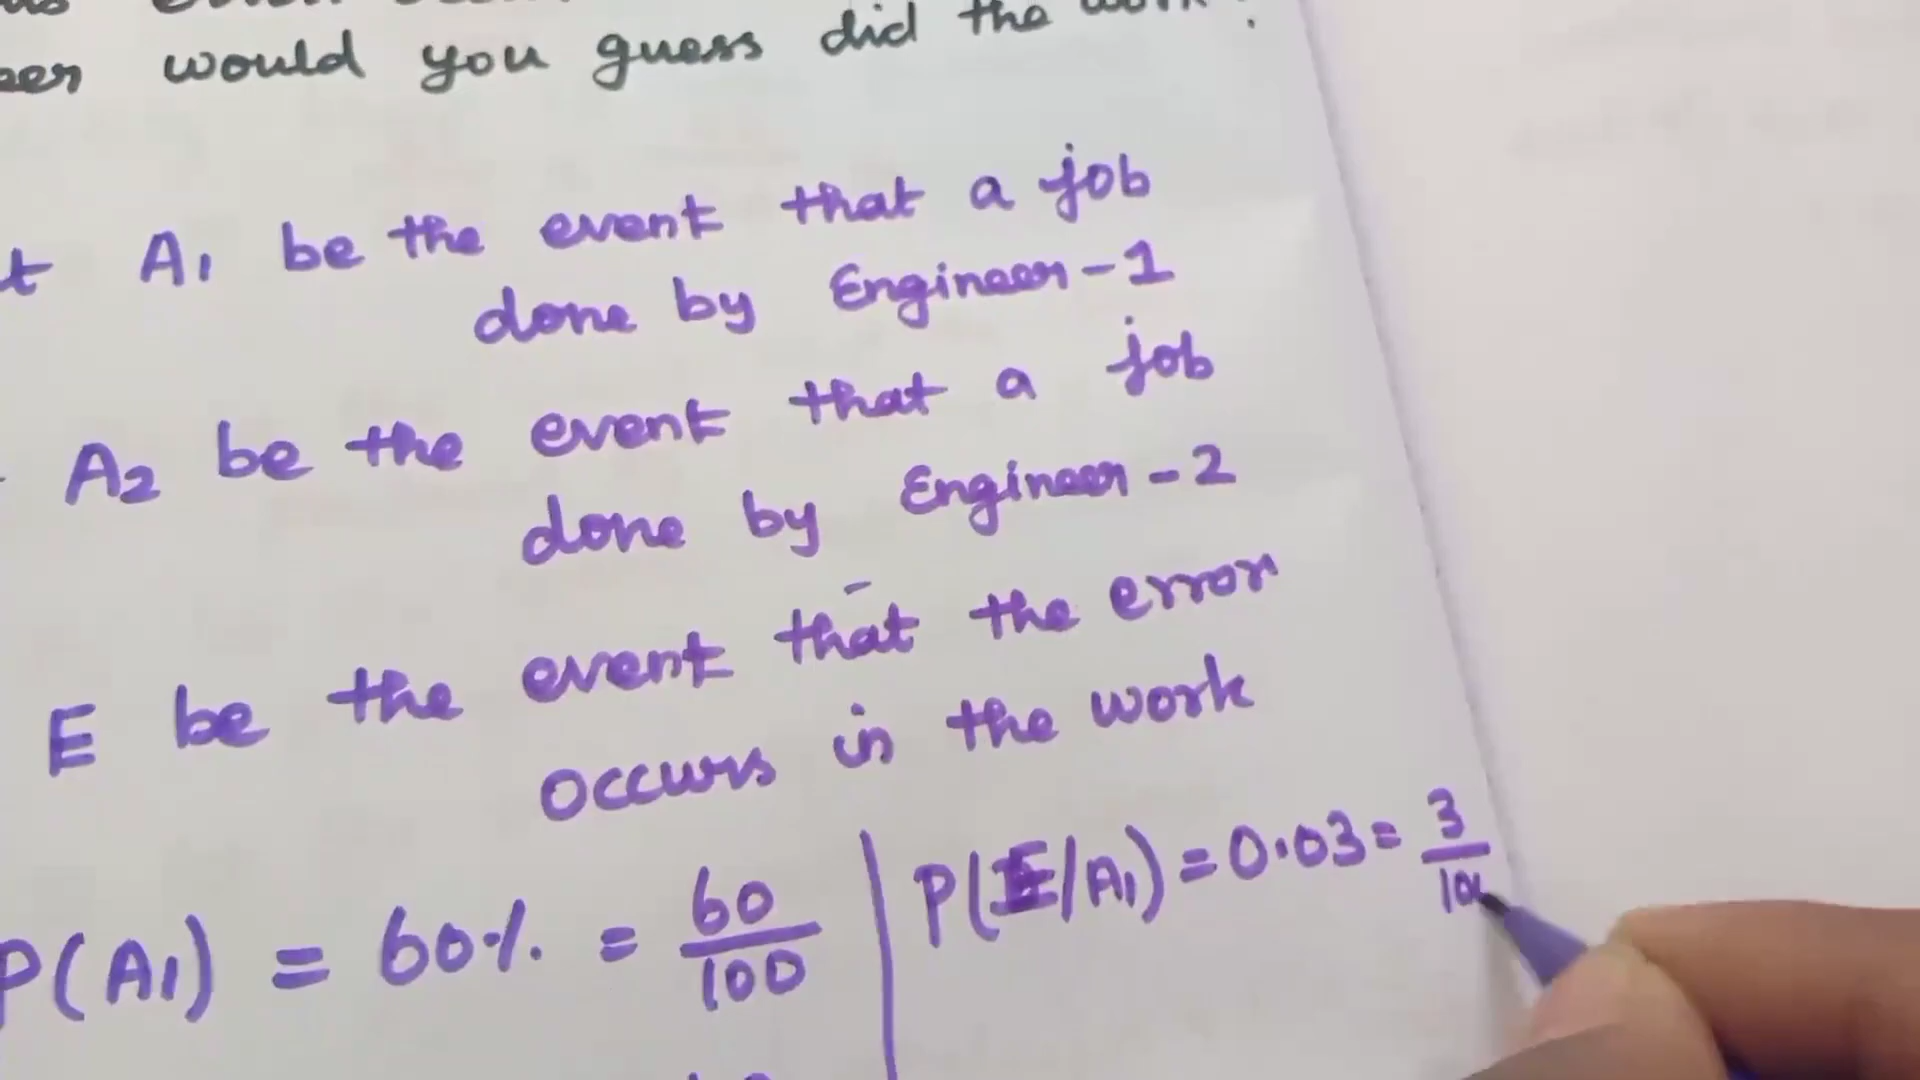 would you guess did the work?
A1 be the event that a job
done by Engineer-1
A2 be the event that a job
done by Engineer-2
E be the event that the error
occurs in the work
P(A1) = 60% = 60/100
P(E/A1) = 0.03 = 3/100